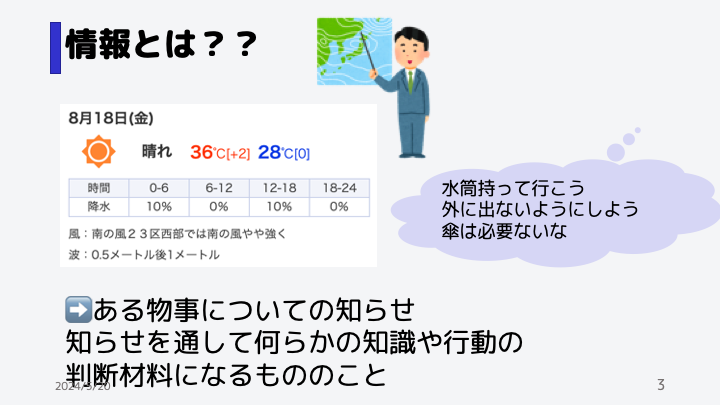 情報とは？？
8月18日(金)
晴れ 36℃[+2] 28℃[0]
時間 0-6 6-12 12-18 18-24
降水 10% 0% 10% 0%
風：南の風２３区西部では南の風やや強く
波：0.5メートル後1メートル
水筒持って行こう
外に出ないようにしよう
傘は必要ないな
➡️ある物事についての知らせ
知らせを通して何らかの知識や行動の
判断材料になるもののこと
2024/5/20
3